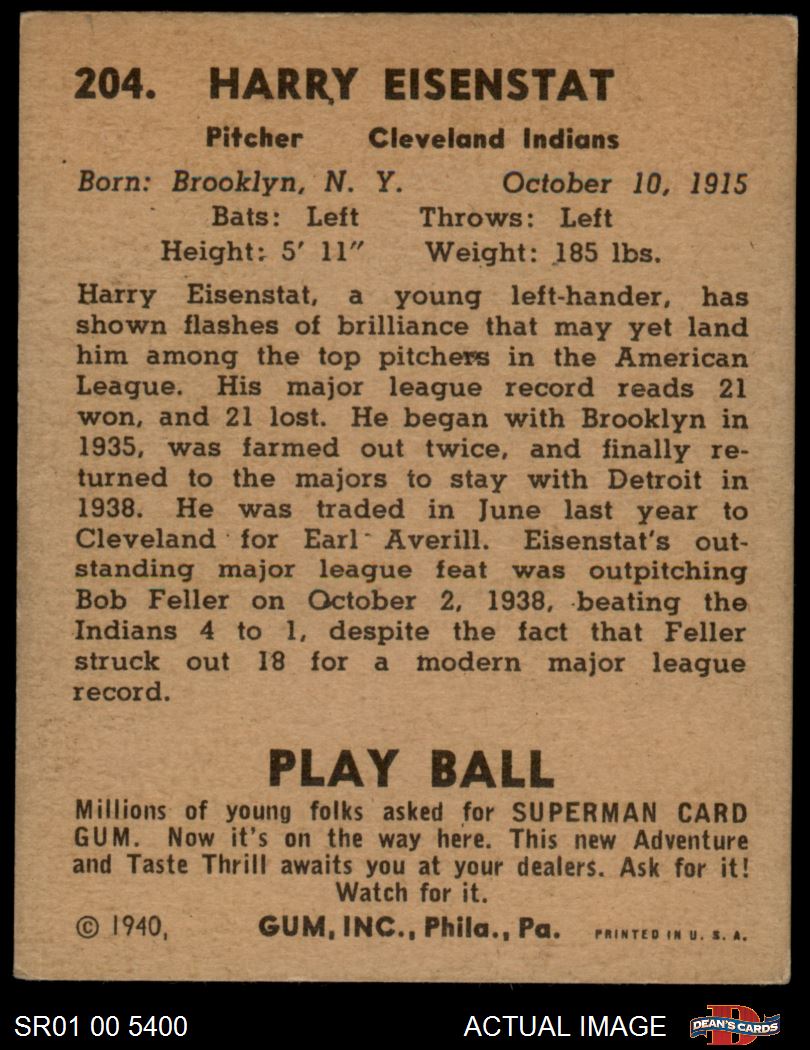 204. HARRY EISENSTAT
Pitcher Cleveland Indians
Born: Brooklyn, N. Y. October 10, 1915
Bats: Left Throws: Left
Height: 5' 11" Weight: 185 lbs.
Harry Eisenstat, a young left-hander, has
shown flashes of brilliance that may yet land
him among the top pitchers in the American
League. His major league record reads 21
won, and 21 lost. He began with Brooklyn in
1935, was farmed out twice, and finally re-
turned to the majors to stay with Detroit in
1938. He was traded in June last year to
Cleveland for Earl Averill. Eisenstat's out-
standing major league feat was outpitching
Bob Feller on October 2, 1938, beating the
Indians 4 to 1, despite the fact that Feller
struck out 18 for a modern major league
record.
PLAY BALL
Millions of young folks asked for SUPERMAN CARD
GUM. Now it's on the way here. This new Adventure
and Taste Thrill awaits you at your dealers. Ask for it!
Watch for it.
© 1940, GUM, INC., Phila., Pa. PRINTED IN U. S. A.
SR01 00 5400 ACTUAL IMAGE D DEAN'S CARDS